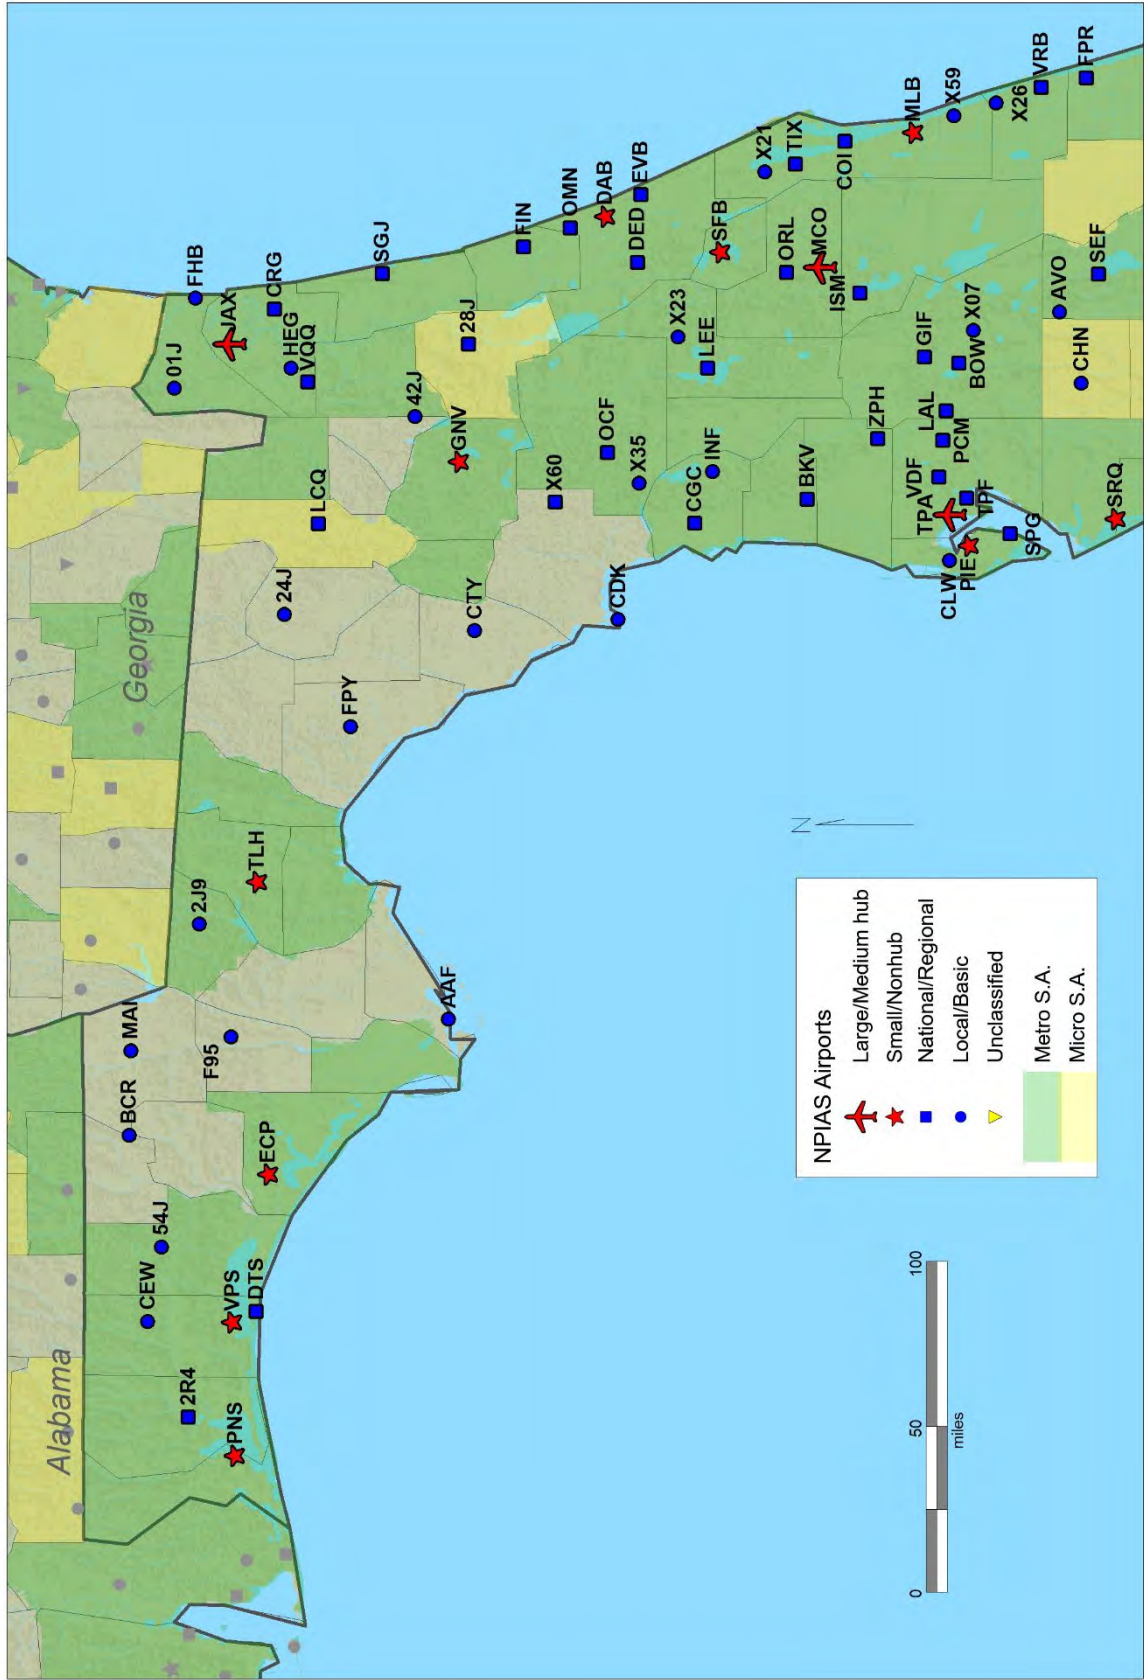 Alabama
Georgia
01J
FHB
JAX
CRG
HEG
VQQ
SGJ
MAI
BCR
2J9
TLH
F95
ECP
54J
CEW
VPS
DTS
2R4
PNS
24J
LCQ
FPY
42J
GNV
28J
CTY
AAF
CDK
FIN
OMN
DAB
EVB
DED
X60
OCF
X35
X23
LEE
SFB
CGC
INF
X21
TIX
ORL
MCO
COI
ISM
BKV
ZPH
MLB
X59
X26
VRB
FPR
GIF
X07
BOW
LAL
PCM
VDF
TPA
TPF
CLW
PIE
SPG
SRQ
AVO
SEF
CHN
N
NPIAS Airports
Large/Medium hub
Small/Nonhub
National/Regional
Local/Basic
Unclassified
Metro S.A.
Micro S.A.
0 50 100
miles